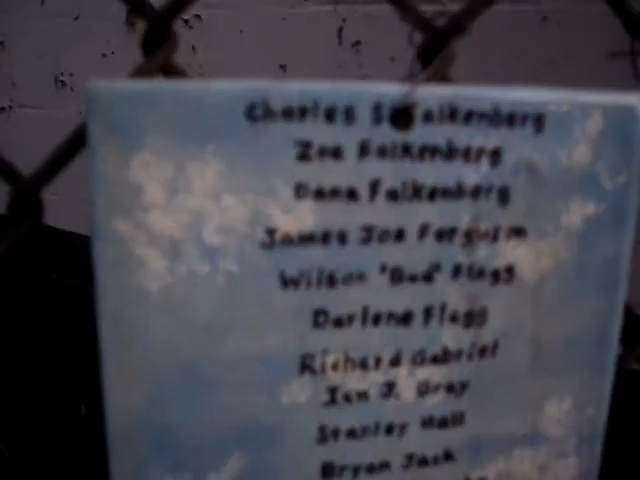 Charles S Falkenberg
Zoe Falkenberg
Dana Falkenberg
James Joe Ferguson
Wilson "Bud" Flagg
Darlene Flagg
Richard Gabriel
Ian J. Gray
Stanley Hall
Bryan Jack